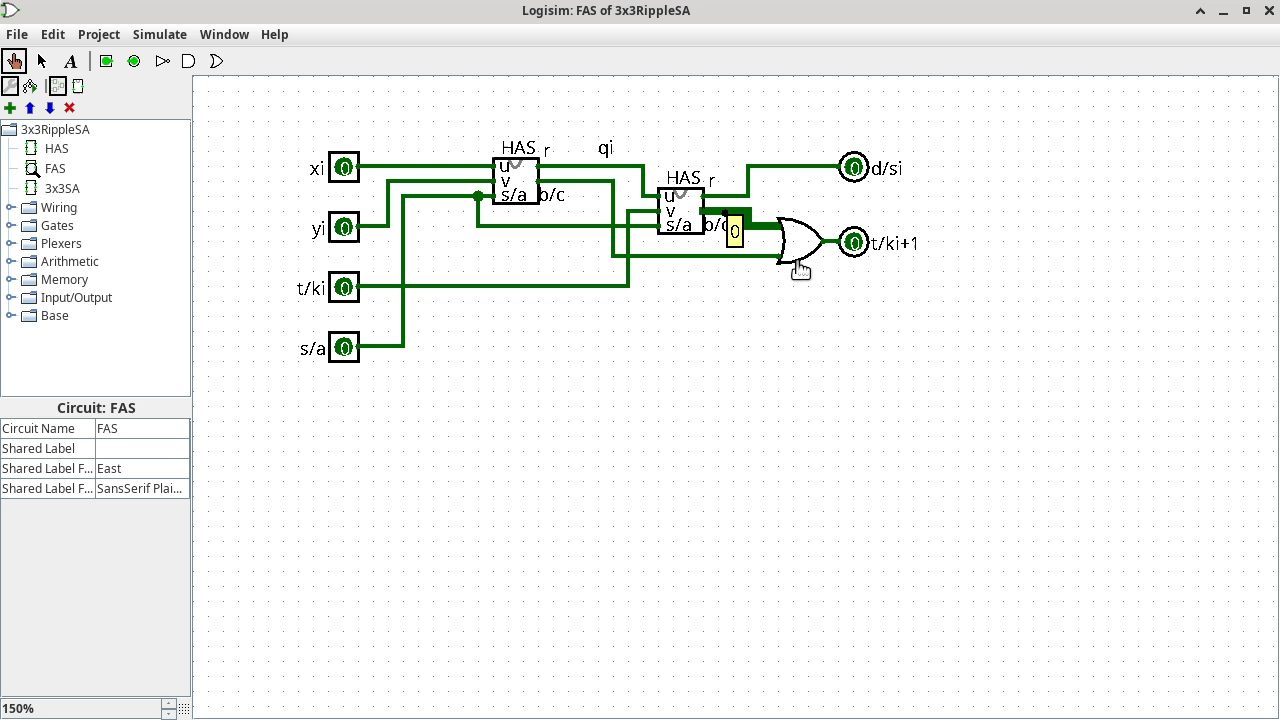 Logisim: FAS of 3x3RippleSA
File Edit Project Simulate Window Help
A
3x3RippleSA
HAS
FAS
3x3SA
Wiring
Gates
Plexers
Arithmetic
Memory
Input/Output
Base
Circuit: FAS
Circuit Name FAS
Shared Label
Shared Label F... East
Shared Label F... SansSerif Plai...
150%
HAS r qi
xi 0 u d/si 0
v
s/a b/c
HAS r
u
v
s/a b/c
0
yi 0
0 t/ki+1
t/ki 0
s/a 0